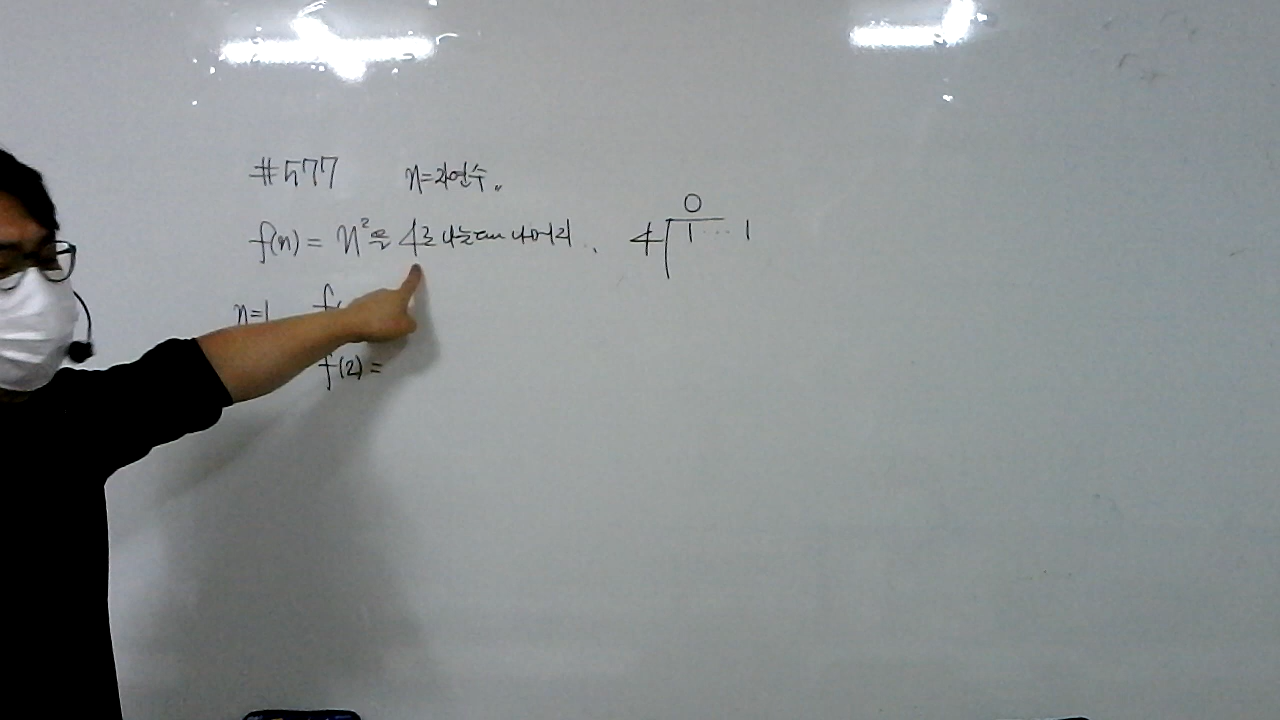 #577 n=자연수.
f(n) = n²을 4로 나눌때 나머지..
4 0 1 ... 1
n=1 f(
f(2) =